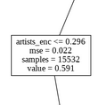 artists_enc <= 0.296
mse = 0.022
samples = 15532
value = 0.591